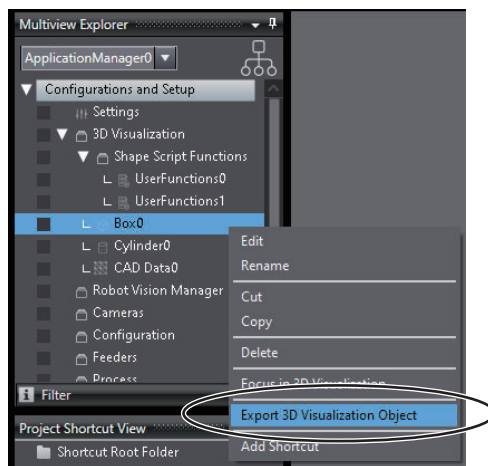 Multiview Explorer
ApplicationManager0
Configurations and Setup
Settings
3D Visualization
Shape Script Functions
UserFunctions0
UserFunctions1
Box0
Cylinder0
CAD Data0
Robot Vision Manager
Cameras
Configuration
Feeders
Process
Filter
Project Shortcut View
Shortcut Root Folder
Edit
Rename
Cut
Copy
Delete
Focus in 3D Visualization
Export 3D Visualization Object
Add Shortcut